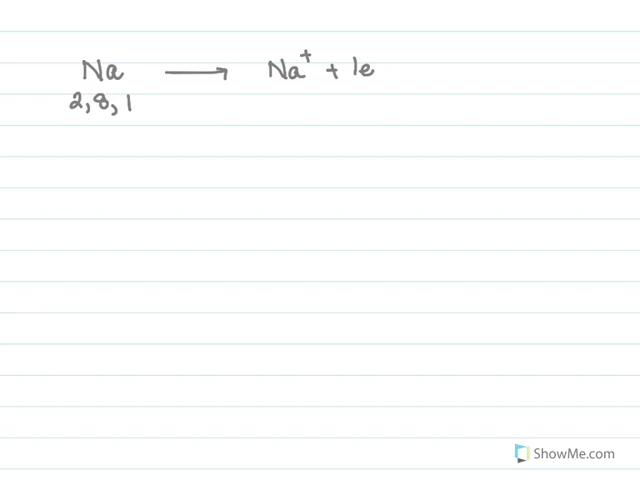 Na ⟶ Na⁺ + 1e
2,8,1
ShowMe.com